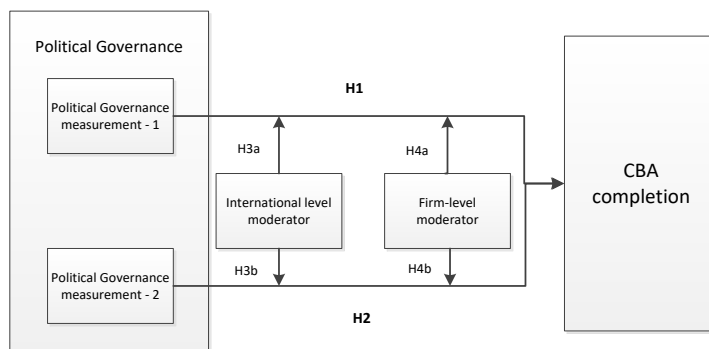 Political Governance
Political Governance
measurement - 1
H1
H3a
H4a
International level
moderator
Firm-level
moderator
CBA
completion
H3b
H4b
Political Governance
measurement - 2
H2